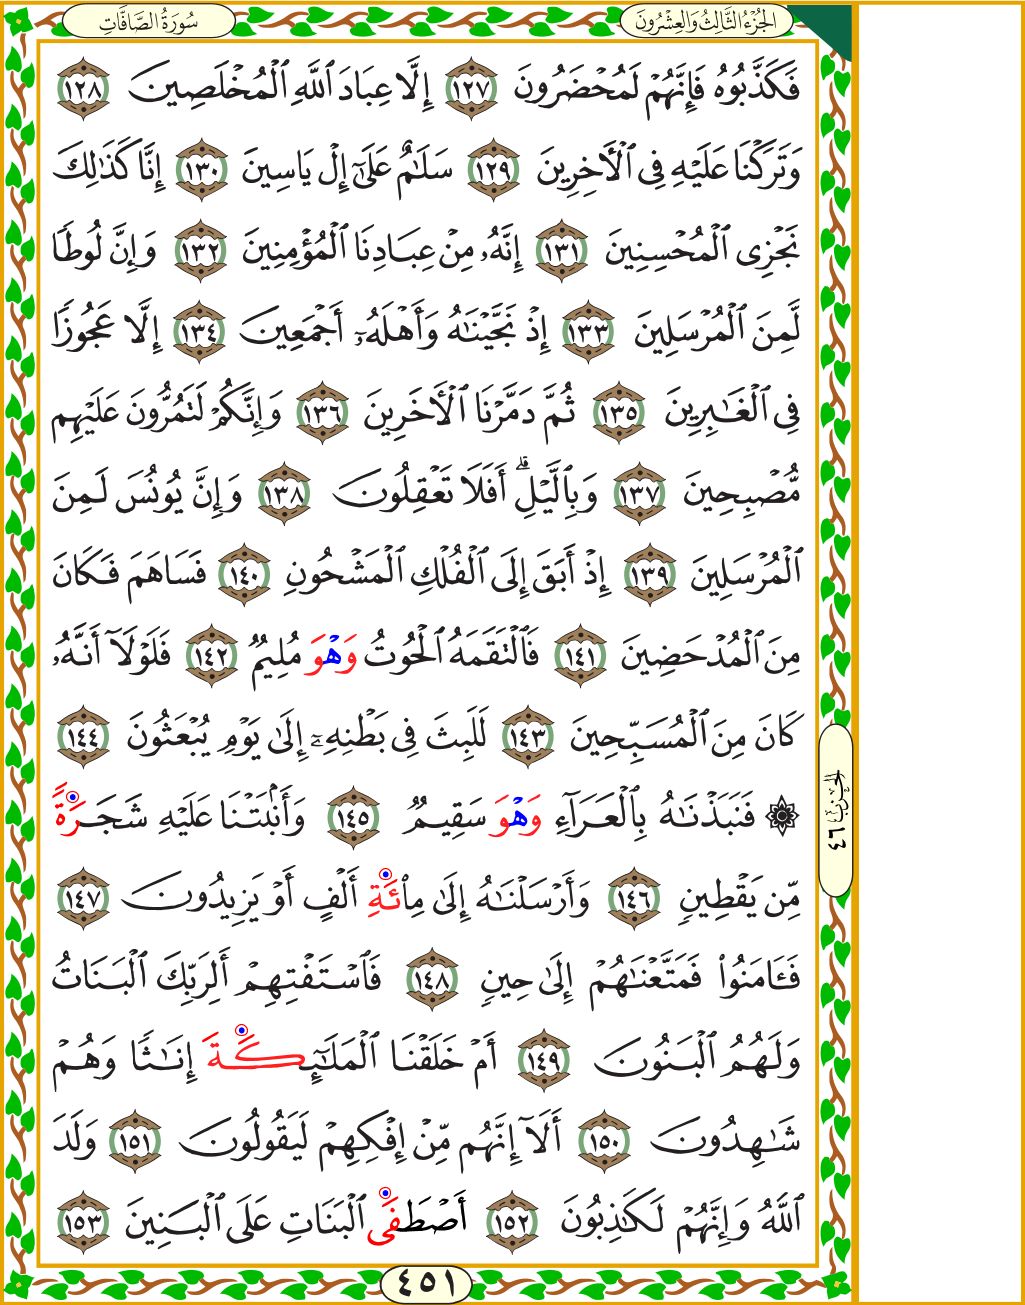 الجُزْءُ الثَّالِثُ وَالعِشْرُونَ
سُورَةُ الصَّافَّاتِ
فَكَذَّبُوهُ فَإِنَّهُمْ لَمُحْضَرُونَ ١٢٧ إِلَّا عِبَادَ ٱللَّهِ ٱلْمُخْلَصِينَ ١٢٨
وَتَرَكْنَا عَلَيْهِ فِى ٱلْأَخِرِينَ ١٢٩ سَلَٰمٌ عَلَىٰٓ إِلْ يَاسِينَ ١٣٠ إِنَّا كَذَٰلِكَ
نَجْزِى ٱلْمُحْسِنِينَ ١٣١ إِنَّهُۥ مِنْ عِبَادِنَا ٱلْمُؤْمِنِينَ ١٣٢ وَإِنَّ لُوطًا
لَّمِنَ ٱلْمُرْسَلِينَ ١٣٣ إِذْ نَجَّيْنَٰهُ وَأَهْلَهُۥٓ أَجْمَعِينَ ١٣٤ إِلَّا عَجُوزًا
فِى ٱلْغَٰبِرِينَ ١٣٥ ثُمَّ دَمَّرْنَا ٱلْأَخَرِينَ ١٣٦ وَإِنَّكُمْ لَتَمُرُّونَ عَلَيْهِم
مُّصْبِحِينَ ١٣٧ وَبِٱلَّيْلِ ۗ أَفَلَا تَعْقِلُونَ ١٣٨ وَإِنَّ يُونُسَ لَمِنَ
ٱلْمُرْسَلِينَ ١٣٩ إِذْ أَبَقَ إِلَى ٱلْفُلْكِ ٱلْمَشْحُونِ ١٤٠ فَسَاهَمَ فَكَانَ
مِنَ ٱلْمُدْحَضِينَ ١٤١ فَٱلْتَقَمَهُ ٱلْحُوتُ وَهْوَ مُلِيمٌ ١٤٢ فَلَوْلَآ أَنَّهُۥ
كَانَ مِنَ ٱلْمُسَبِّحِينَ ١٤٣ لَلَبِثَ فِى بَطْنِهِۦٓ إِلَىٰ يَوْمِ يُبْعَثُونَ ١٤٤
۞ فَنَبَذْنَٰهُ بِٱلْعَرَآءِ وَهْوَ سَقِيمٌ ١٤٥ وَأَنۢبَتْنَا عَلَيْهِ شَجَرَةً
مِّن يَقْطِينٍ ١٤٦ وَأَرْسَلْنَٰهُ إِلَىٰ مِا۟ئَةِ أَلْفٍ أَوْ يَزِيدُونَ ١٤٧
فَـَٔامَنُوا۟ فَمَتَّعْنَٰهُمْ إِلَىٰ حِينٍ ١٤٨ فَٱسْتَفْتِهِمْ أَلِرَبِّكَ ٱلْبَنَاتُ
وَلَهُمُ ٱلْبَنُونَ ١٤٩ أَمْ خَلَقْنَا ٱلْمَلَٰٓئِكَةَ إِنَٰثًا وَهُمْ
شَٰهِدُونَ ١٥٠ أَلَآ إِنَّهُم مِّنْ إِفْكِهِمْ لَيَقُولُونَ ١٥١ وَلَدَ
ٱللَّهُ وَإِنَّهُمْ لَكَٰذِبُونَ ١٥٢ أَصْطَفَى ٱلْبَنَاتِ عَلَى ٱلْبَنِينَ ١٥٣
الحِزْبُ ٤٦
٤٥١